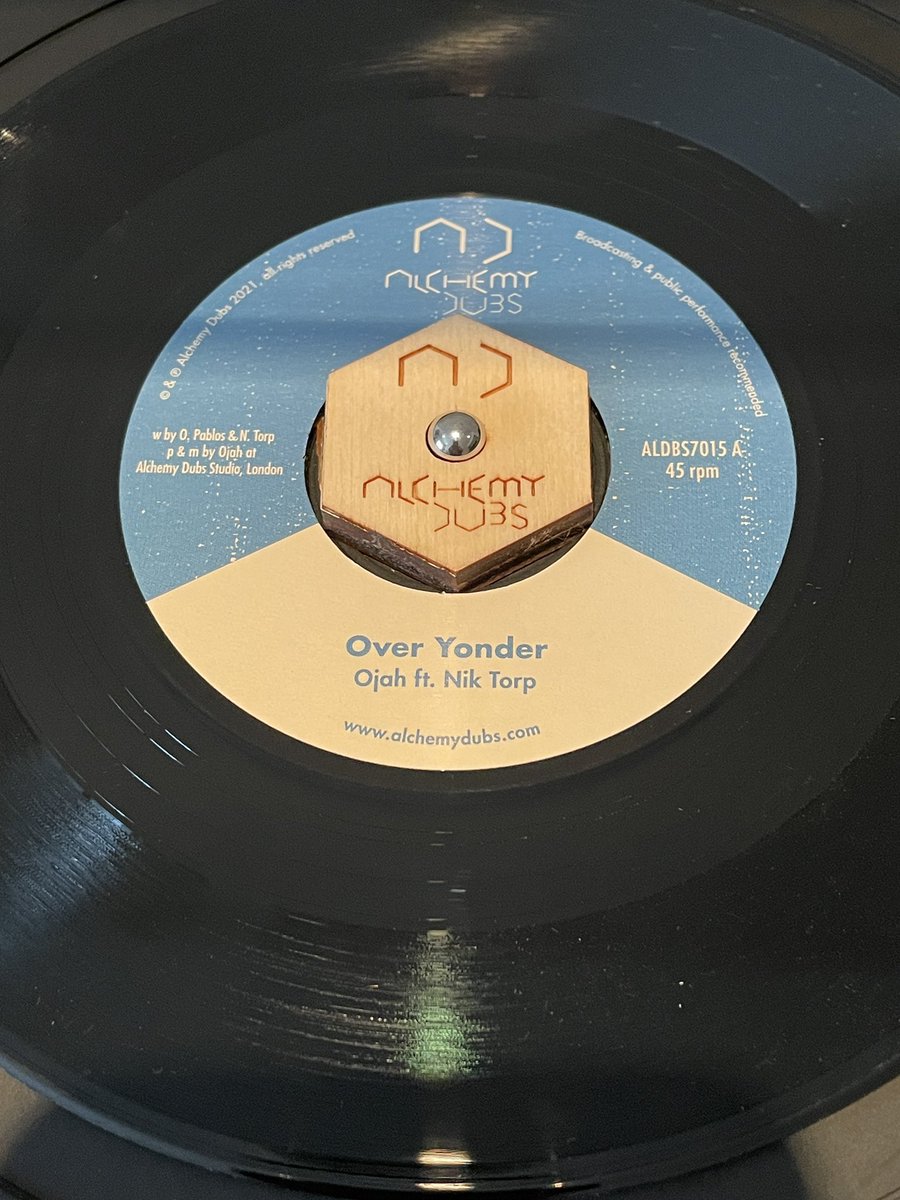 ALCHEMY
DUBS
© & ℗ Alchemy Dubs 2021, all rights reserved
Broadcasting & public performance recommended
ALCHEMY
DUBS
w by O. Pablos & N. Torp
p & m by Ojah at
Alchemy Dubs Studio, London
ALDBS7015 A
45 rpm
Over Yonder
Ojah ft. Nik Torp
www.alchemydubs.com